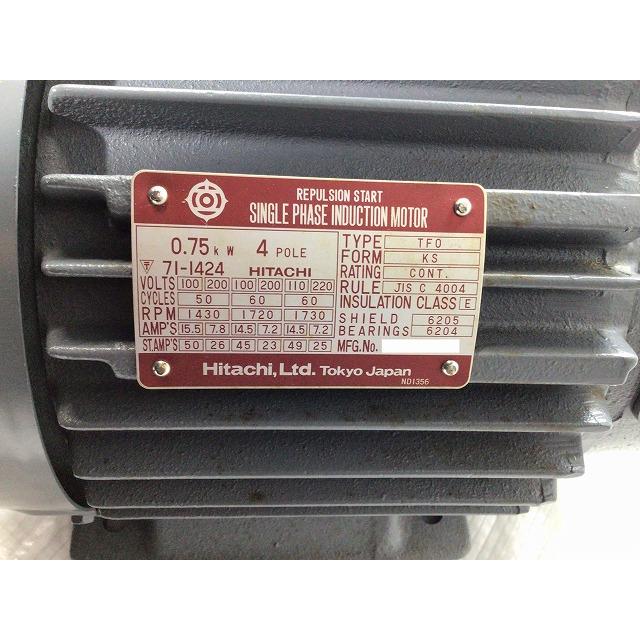 REPULSION START
SINGLE PHASE INDUCTION MOTOR
0.75 kW 4 POLE
71-1424 HITACHI
VOLTS 100 200 100 200 110 220
CYCLES 50 60 60
RPM 1430 1720 1730
AMP'S 15.5 7.8 14.5 7.2 14.5 7.2
ST.AMP'S 50 26 45 23 49 25
TYPE TFO
FORM KS
RATING CONT.
RULE JIS C 4004
INSULATION CLASS E
SHIELD 6205
BEARINGS 6204
MFG.No.
Hitachi, Ltd. Tokyo Japan
ND1356